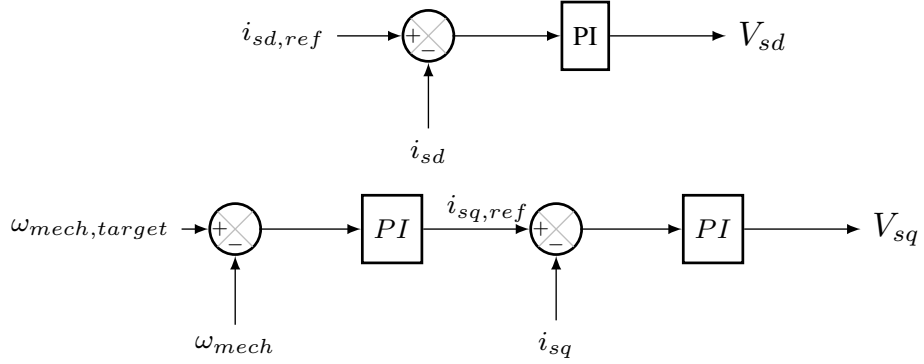 i_{sd,ref} + − PI V_{sd}
i_{sd}
ω_{mech,target} + − PI i_{sq,ref} + − PI V_{sq}
ω_{mech} i_{sq}